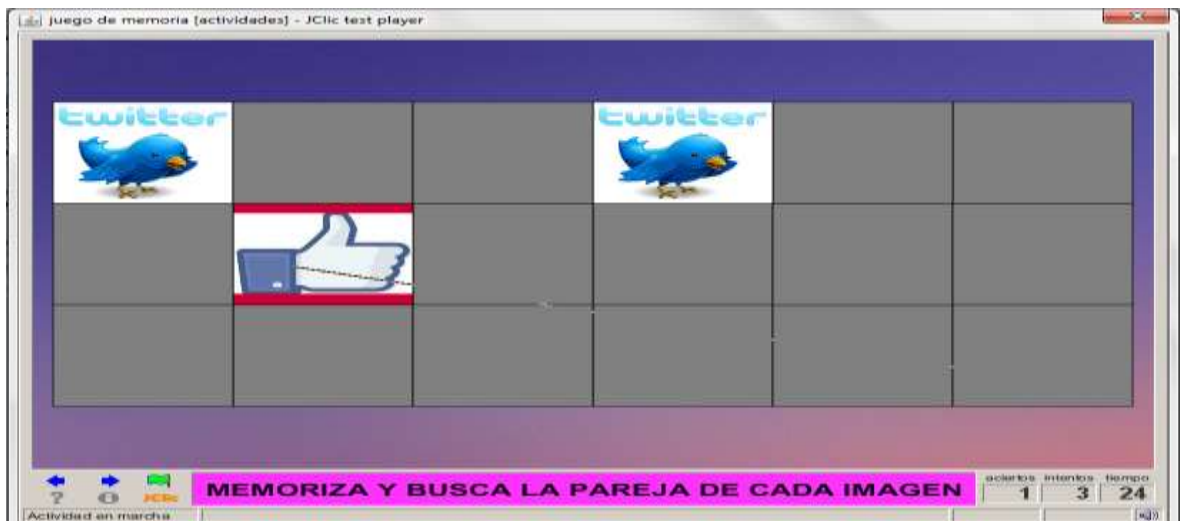 juego de memoria [actividades] - JClic test player
twitter
twitter
MEMORIZA Y BUSCA LA PAREJA DE CADA IMAGEN
aciertos intentos tiempo
1 3 24
? JClic
Actividad en marcha